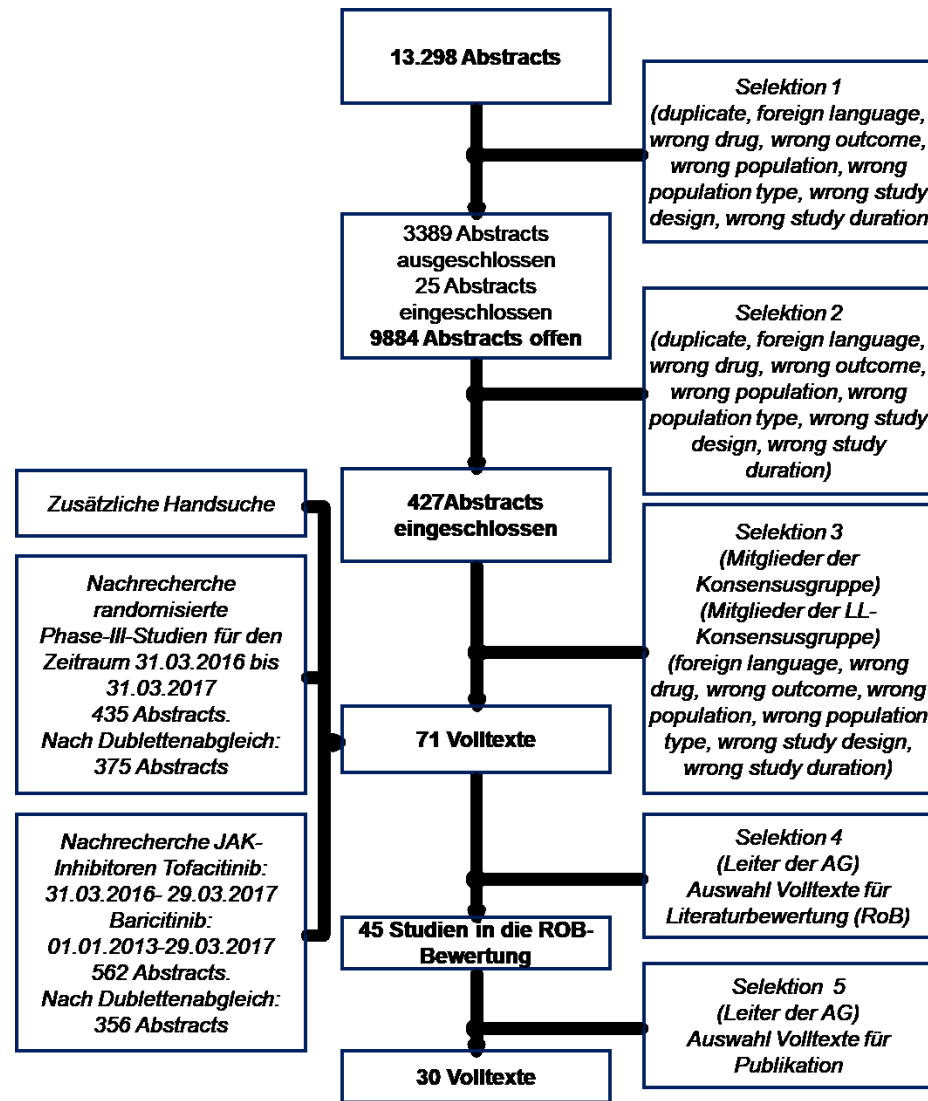 13.298 Abstracts
Selektion 1
(duplicate, foreign language,
wrong drug, wrong outcome,
wrong population, wrong
population type, wrong study
design, wrong study duration
3389 Abstracts
ausgeschlossen
25 Abstracts
eingeschlossen
9884 Abstracts offen
Selektion 2
(duplicate, foreign language,
wrong drug, wrong outcome,
wrong population, wrong
population type, wrong study
design, wrong study
duration)
427Abstracts
eingeschlossen
Zusätzliche Handsuche
Selektion 3
(Mitglieder der
Konsensusgruppe)
(Mitglieder der LL-
Konsensusgruppe)
(foreign language, wrong
drug, wrong outcome, wrong
population, wrong population
type, wrong study design,
wrong study duration)
Nachrecherche
randomisierte
Phase-III-Studien für den
Zeitraum 31.03.2016 bis
31.03.2017
435 Abstracts.
Nach Dublettenabgleich:
375 Abstracts
71 Volltexte
Nachrecherche JAK-
Inhibitoren Tofacitinib:
31.03.2016- 29.03.2017
Baricitinib:
01.01.2013-29.03.2017
562 Abstracts.
Nach Dublettenabgleich:
356 Abstracts
Selektion 4
(Leiter der AG)
Auswahl Volltexte für
Literaturbewertung (RoB)
45 Studien in die ROB-
Bewertung
Selektion 5
(Leiter der AG)
Auswahl Volltexte für
Publikation
30 Volltexte